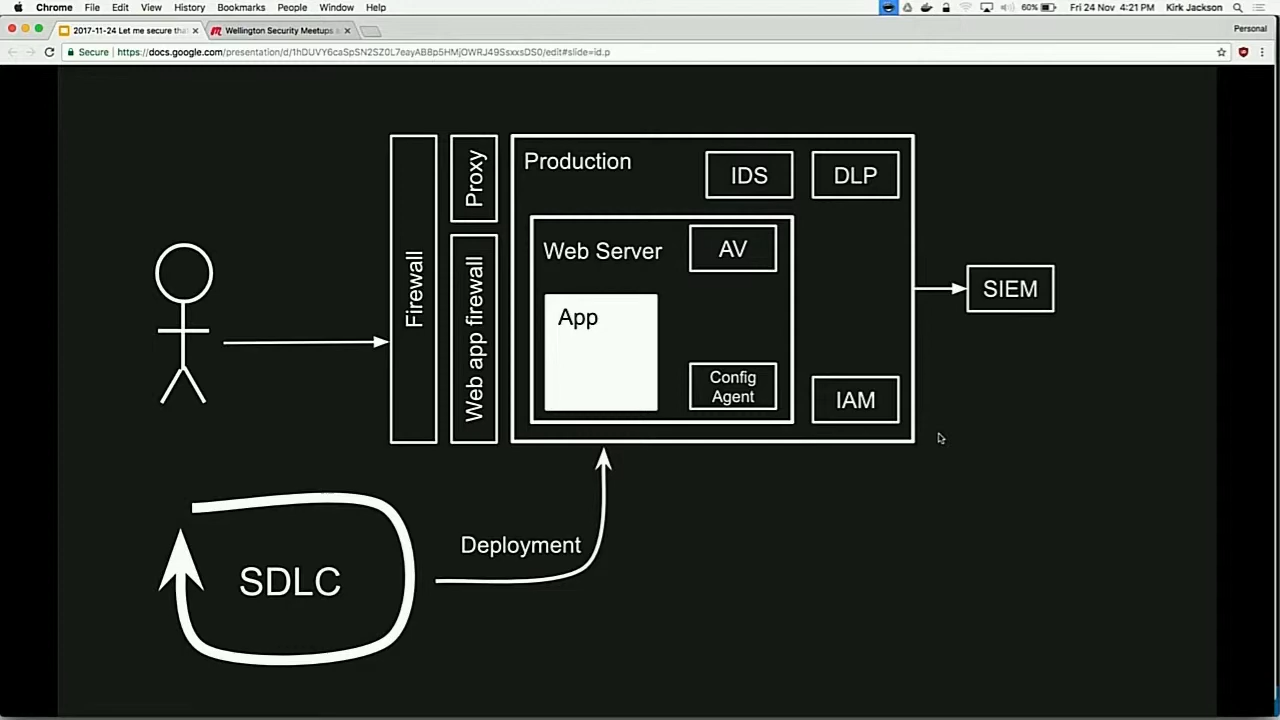 Chrome File Edit View History Bookmarks People Window Help 60% Fri 24 Nov 4:21 PM Kirk Jackson
2017-11-24 Let me secure tha Wellington Security Meetups Personal
Secure https://docs.google.com/presentation/d/1hDUVY6caSpSN2SZ0L7eayABBp5HMjOWRJ49SsxxsDS0/edit#slide=id.p
Firewall
Proxy
Web app firewall
Production
IDS
DLP
Web Server
AV
App
Config
Agent
IAM
SIEM
Deployment
SDLC